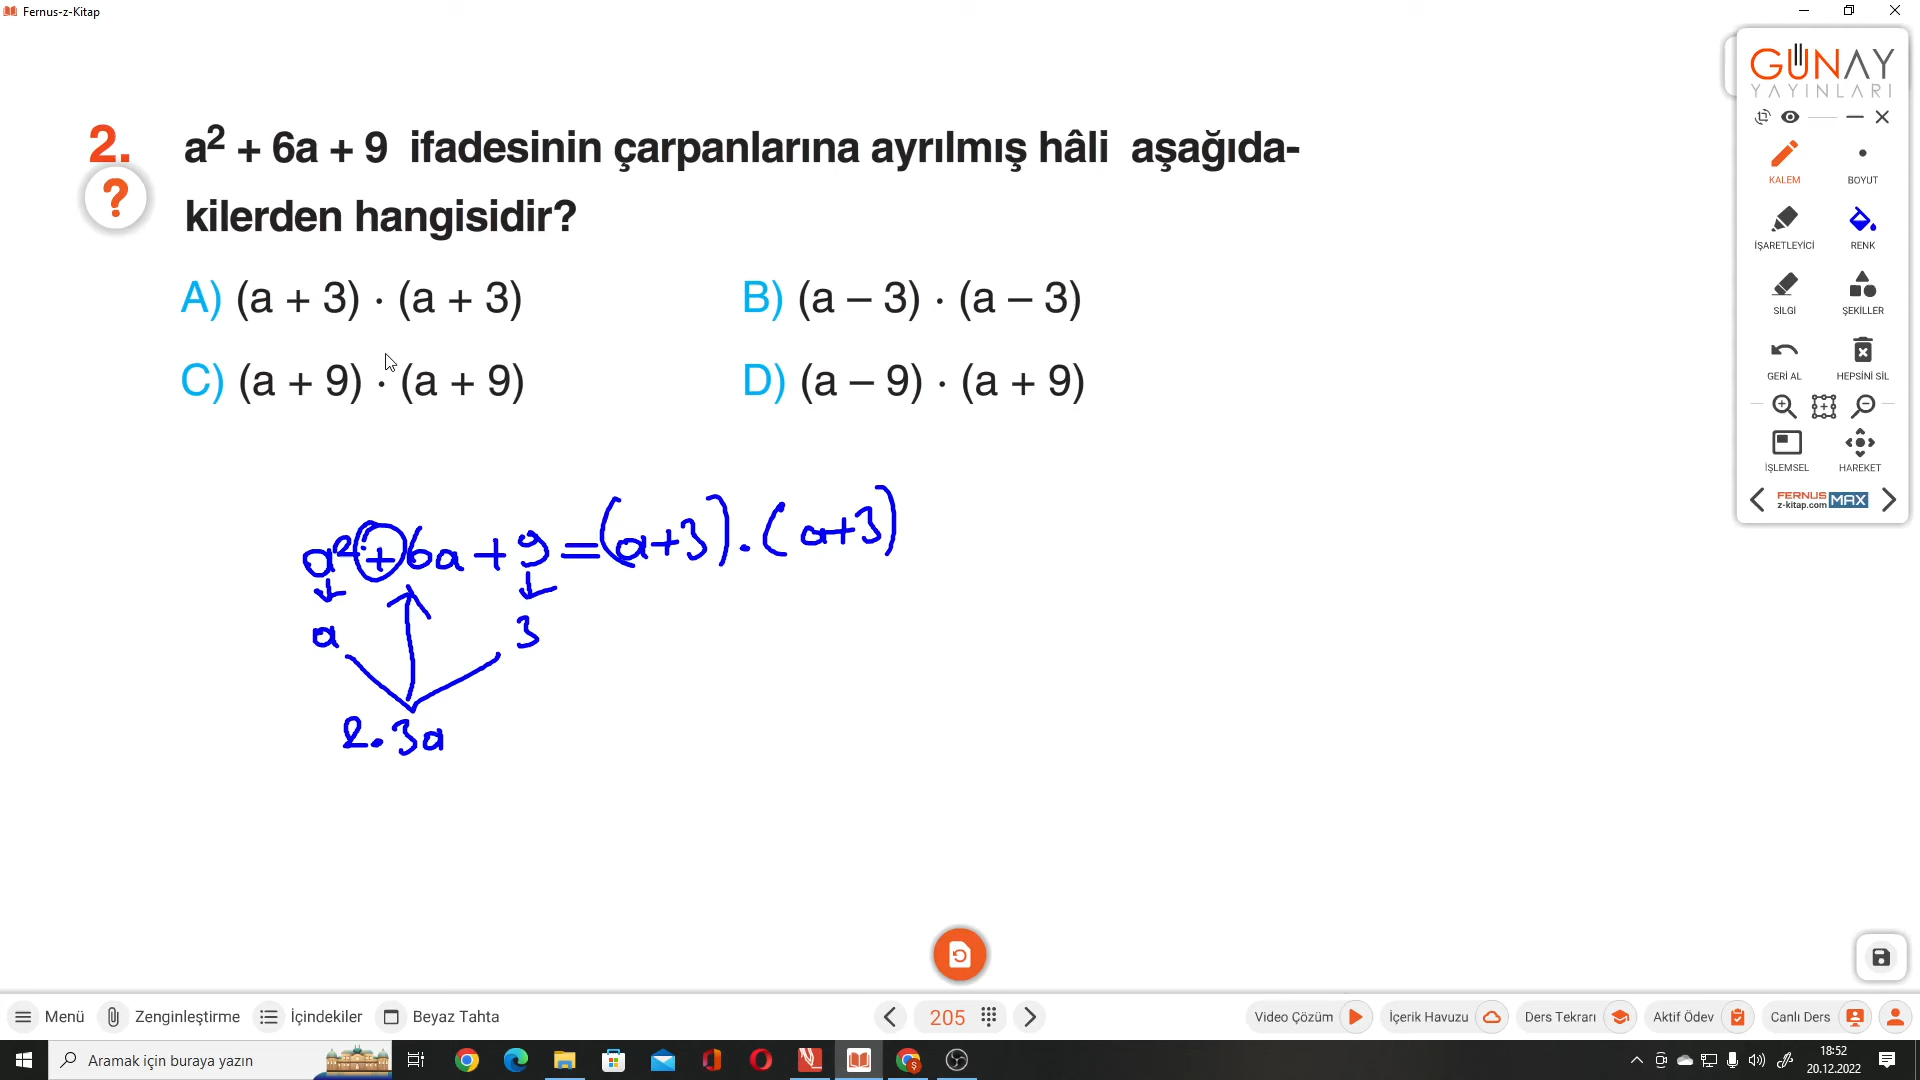 Fernus-z-Kitap
GÜNAY
YAYINLARI
2. a² + 6a + 9 ifadesinin çarpanlarına ayrılmış hâli aşağıda-
?
kilerden hangisidir?
A) (a + 3) · (a + 3) B) (a – 3) · (a – 3)
C) (a + 9) · (a + 9) D) (a – 9) · (a + 9)
a² + 6a + 9 = (a+3) . (a+3)
a 3
2.3a
KALEM BOYUT
İŞARETLEYİCİ RENK
SİLGİ ŞEKİLLER
GERİ AL HEPSİNİ SİL
İŞLEMSEL HAREKET
FERNUS MAX
z-kitap.com
Menü Zenginleştirme İçindekiler Beyaz Tahta 205 Video Çözüm İçerik Havuzu Ders Tekrarı Aktif Ödev Canlı Ders
Aramak için buraya yazın
18:52
20.12.2022